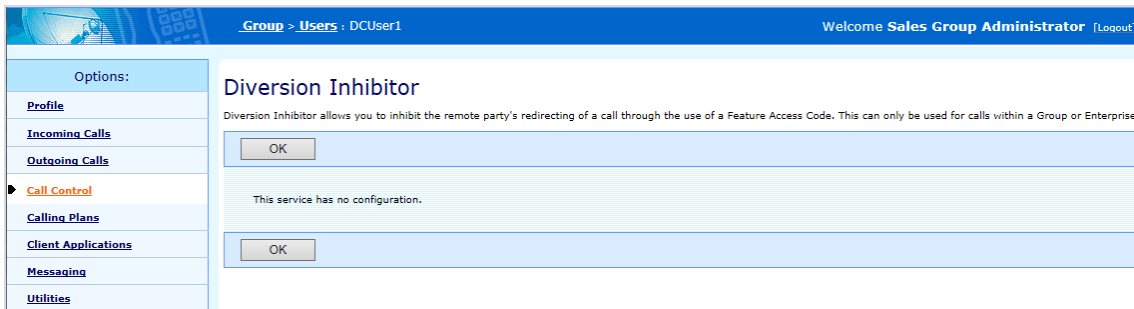 Group > Users : DCUser1
Welcome Sales Group Administrator [Logout]
Options:
Profile
Incoming Calls
Outgoing Calls
Call Control
Calling Plans
Client Applications
Messaging
Utilities
Diversion Inhibitor
Diversion Inhibitor allows you to inhibit the remote party's redirecting of a call through the use of a Feature Access Code. This can only be used for calls within a Group or Enterprise
OK
This service has no configuration.
OK